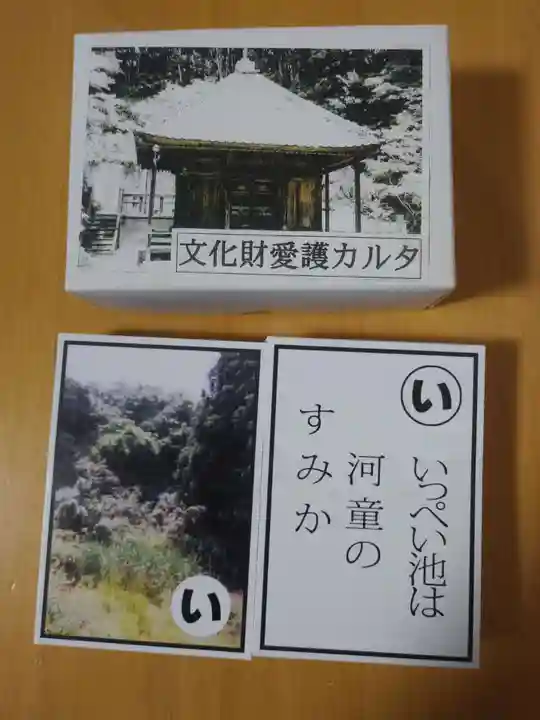 文化財愛護カルタ
い
い
いっぺい池は
河童の
すみか